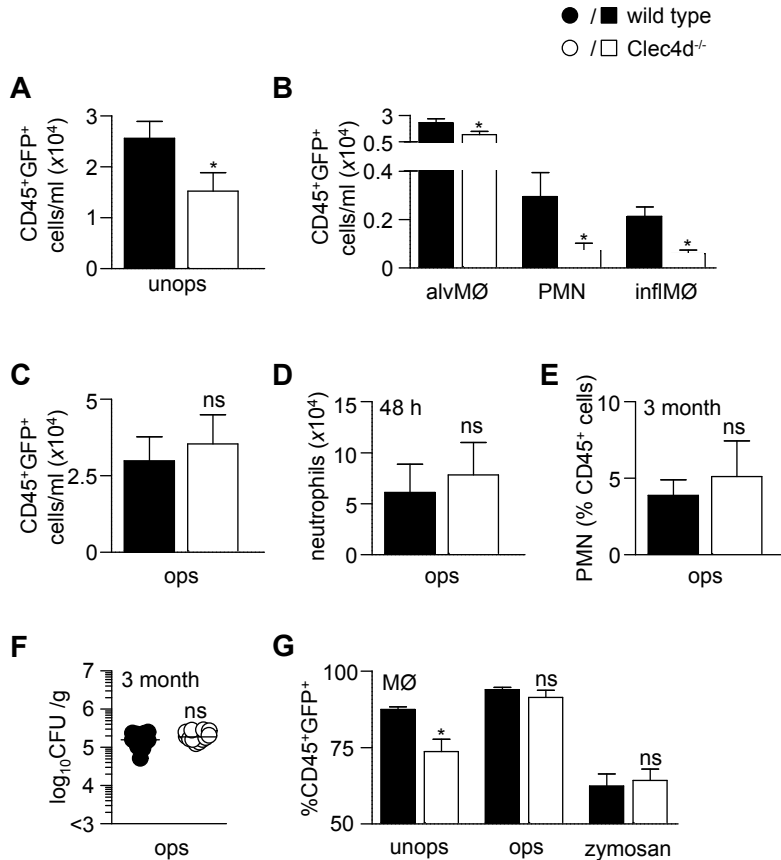 / wild type
/ Clec4d-/-
A
CD45+GFP+
cells/ml (x10⁴)
3
2
1
0
*
unops
B
CD45+GFP+
cells/ml (x10⁴)
3
0.5
0.4
0.2
0
*
*
*
alvMØ PMN inflMØ
C
CD45+GFP+
cells/ml (x10⁴)
5
2.5
0
ns
ops
D
neutrophils (x10⁴)
15
10
5
0
48 h
ns
ops
E
PMN (% CD45+ cells)
10
5
0
3 month
ns
ops
F
log₁₀CFU /g
7
6
5
4
<3
3 month
ns
ops
G
%CD45+GFP+
100
75
50
MØ
*
ns
ns
unops ops zymosan